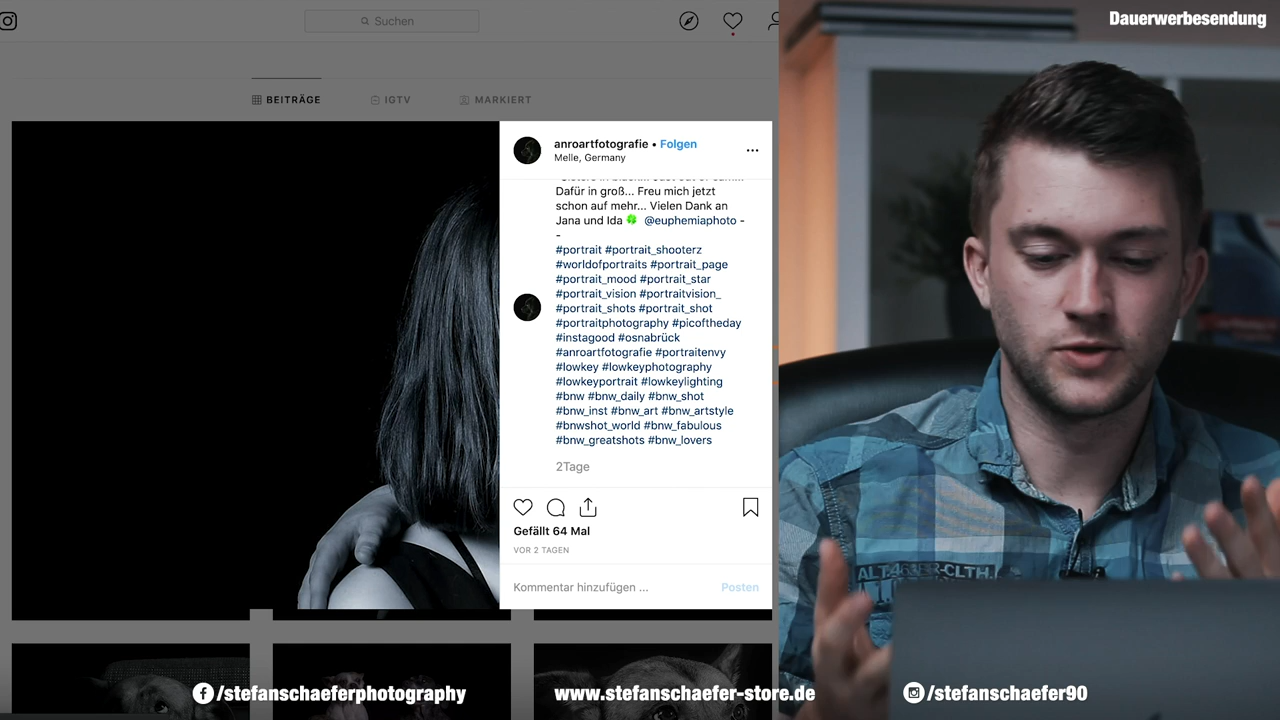 Suchen
Dauerwerbesendung
BEITRÄGE
IGTV
MARKIERT
anroartfotografie • Folgen
Melle, Germany
...
Dafür in groß... Freu mich jetzt
schon auf mehr... Vielen Dank an
Jana und Ida 🍀 @euphemiaphoto -
-
#portrait #portrait_shooterz
#worldofportraits #portrait_page
#portrait_mood #portrait_star
#portrait_vision #portraitvision_
#portrait_shots #portrait_shot
#portraitphotography #picoftheday
#instagood #osnabrück
#anroartfotografie #portraitenvy
#lowkey #lowkeyphotography
#lowkeyportrait #lowkeylighting
#bnw #bnw_daily #bnw_shot
#bnw_inst #bnw_art #bnw_artstyle
#bnwshot_world #bnw_fabulous
#bnw_greatshots #bnw_lovers
2Tage
Gefällt 64 Mal
VOR 2 TAGEN
Kommentar hinzufügen ...
Posten
/stefanschaeferphotography
www.stefanschaefer-store.de
/stefanschaefer90